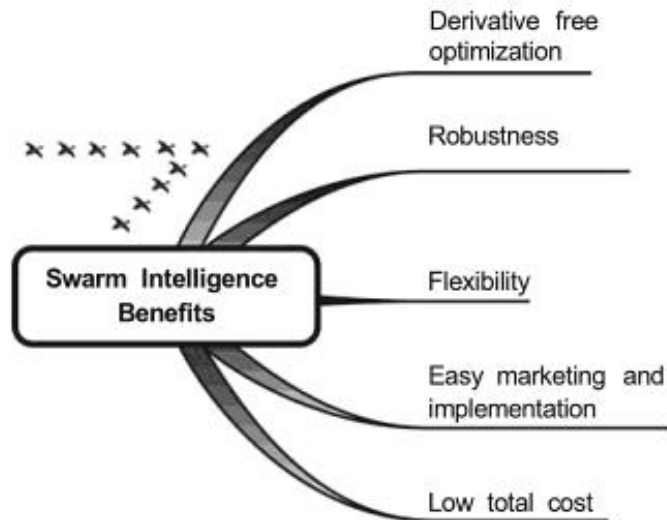 Derivative free
optimization
Robustness
Swarm Intelligence
Benefits
Flexibility
Easy marketing and
implementation
Low total cost